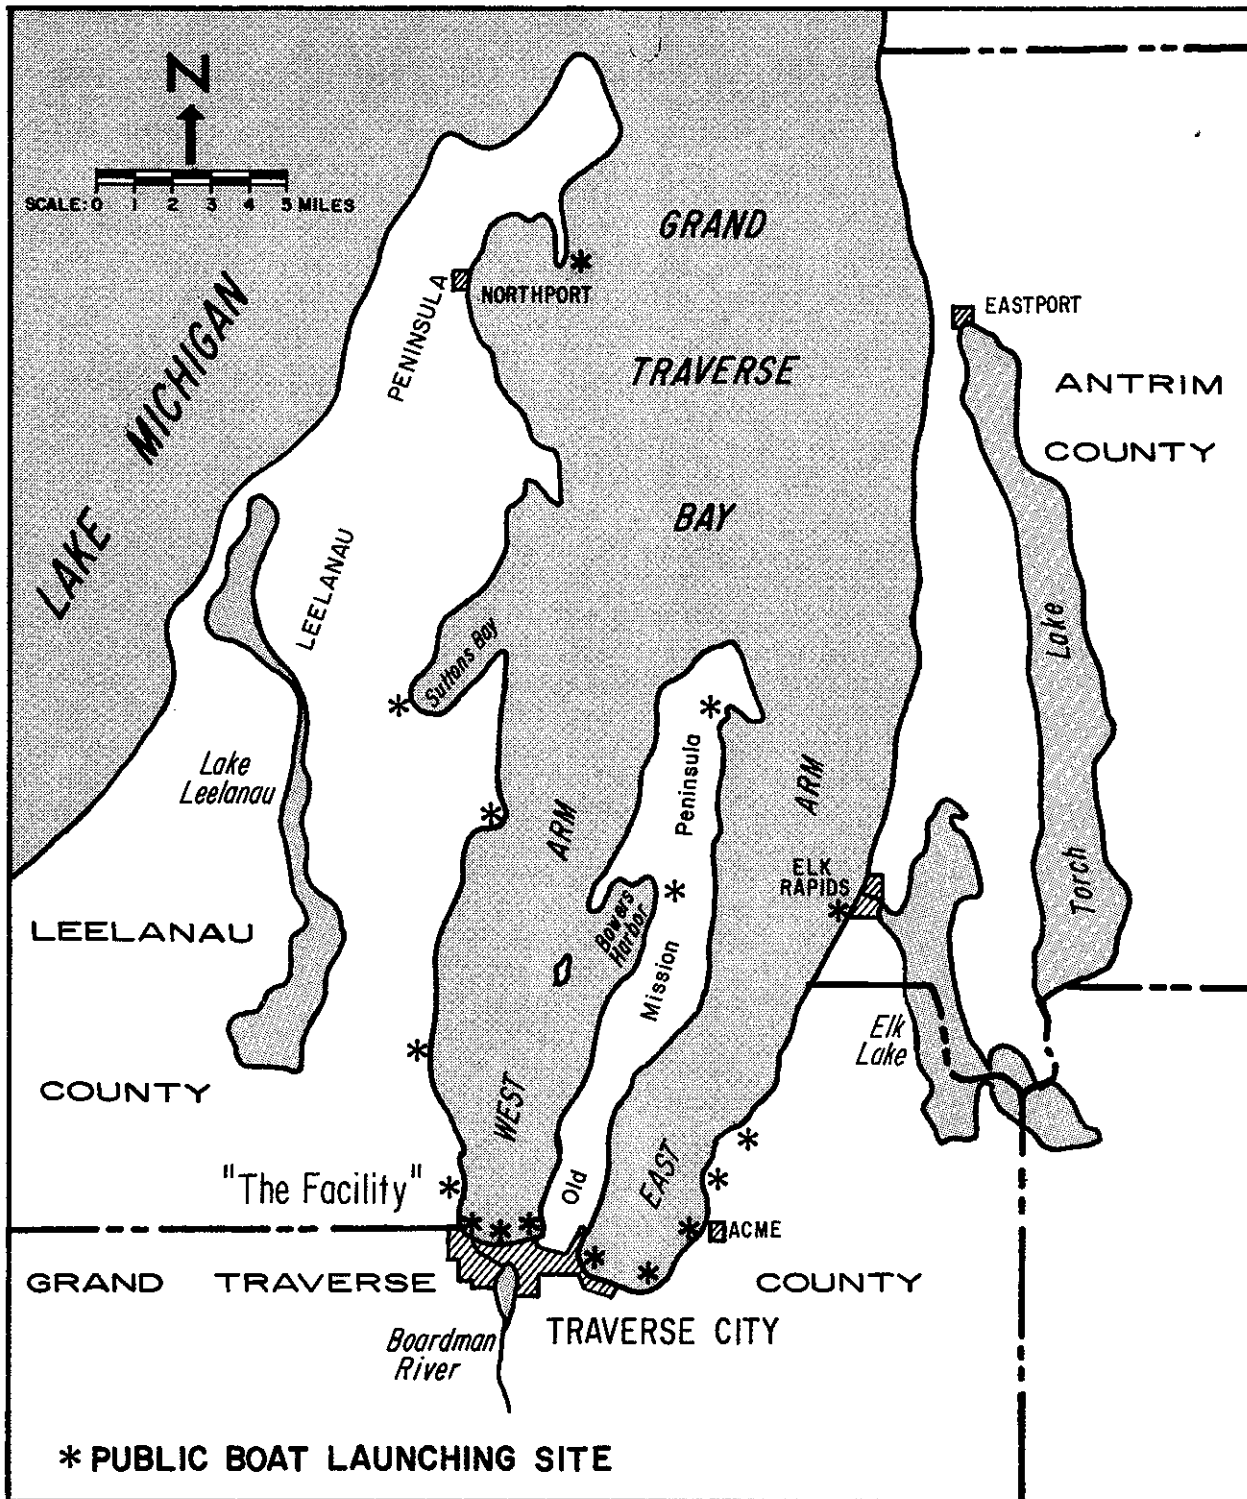 N
SCALE: 0 1 2 3 4 5 MILES
GRAND
TRAVERSE
BAY
LAKE MICHIGAN
NORTHPORT
EASTPORT
ANTRIM
COUNTY
LEELANAU PENINSULA
Suttons Bay
Lake
Leelanau
Torch Lake
WEST ARM
EAST ARM
Old Mission Peninsula
Bowers
Harbor
ELK
RAPIDS
LEELANAU
COUNTY
Elk
Lake
"The Facility"
ACME
GRAND TRAVERSE COUNTY
TRAVERSE CITY
Boardman
River
* PUBLIC BOAT LAUNCHING SITE